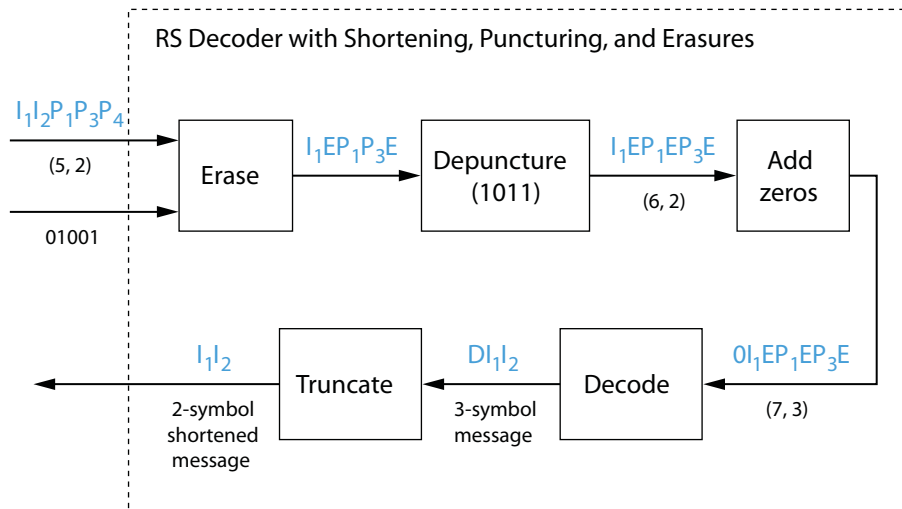 RS Decoder with Shortening, Puncturing, and Erasures
I₁I₂P₁P₃P₄
(5, 2)
01001
Erase
I₁EP₁P₃E
Depuncture
(1011)
I₁EP₁EP₃E
(6, 2)
Add
zeros
I₁I₂
2-symbol
shortened
message
Truncate
DI₁I₂
3-symbol
message
Decode
0I₁EP₁EP₃E
(7, 3)